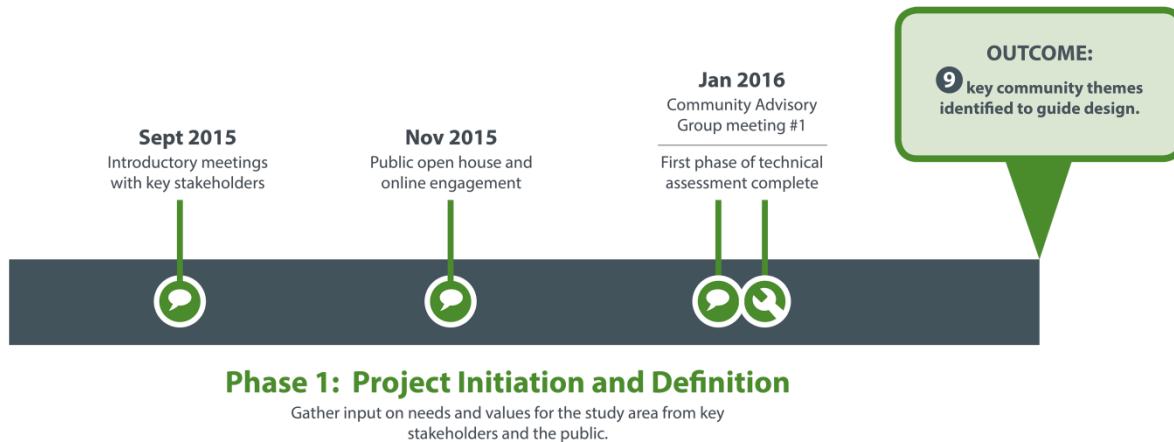 Sept 2015
Introductory meetings
with key stakeholders
Nov 2015
Public open house and
online engagement
Jan 2016
Community Advisory
Group meeting #1
First phase of technical
assessment complete
OUTCOME:
9 key community themes
identified to guide design.
Phase 1: Project Initiation and Definition
Gather input on needs and values for the study area from key
stakeholders and the public.